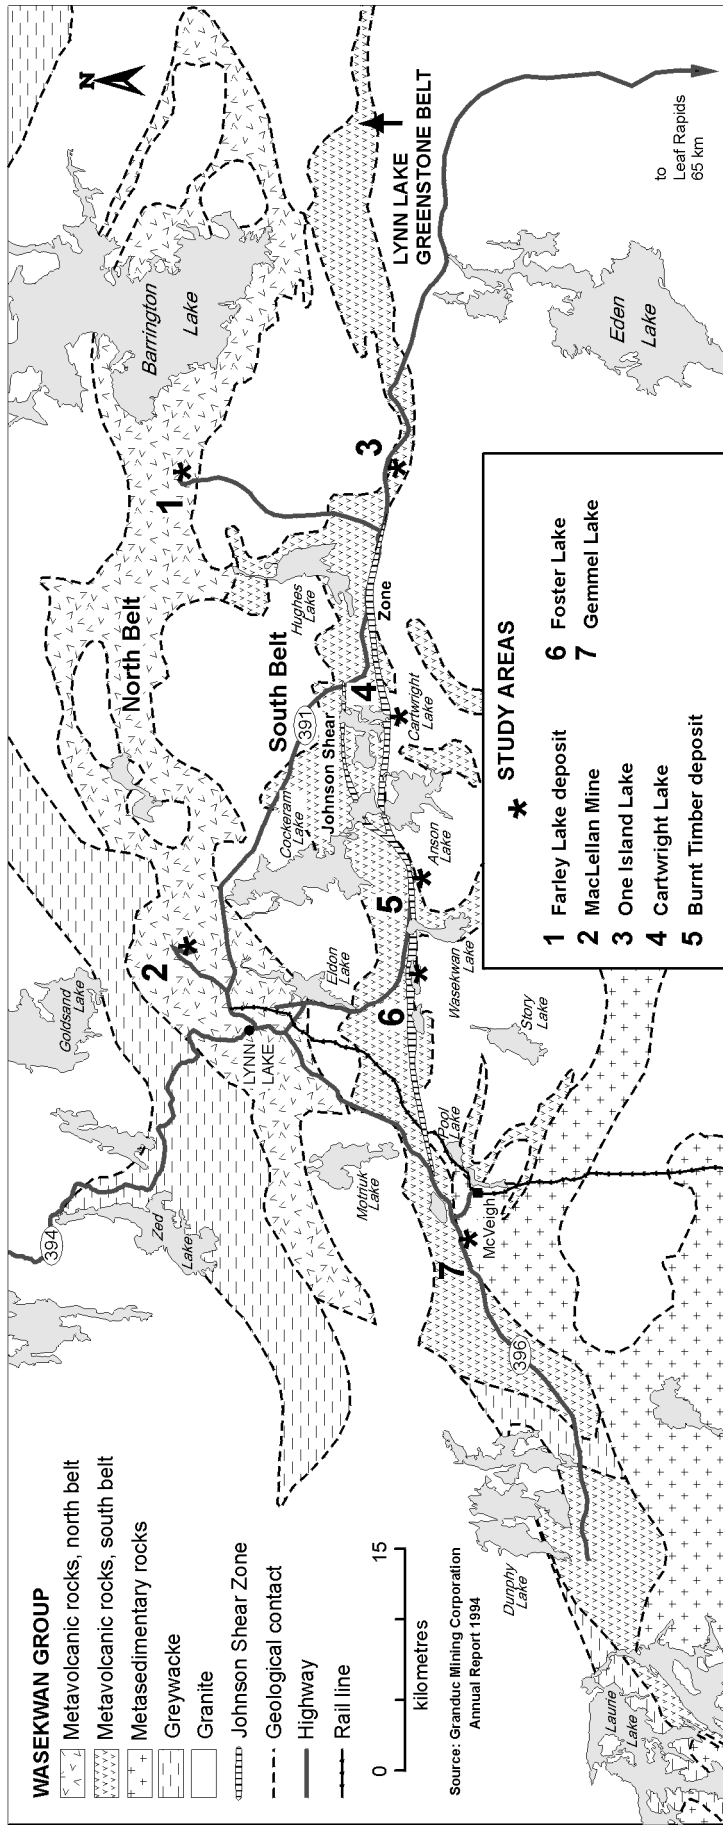 WASEKWAN GROUP
Metavolcanic rocks, north belt
Metavolcanic rocks, south belt
Metasedimentary rocks
Greywacke
Granite
Johnson Shear Zone
Geological contact
Highway
Rail line
0 15
kilometres
Source: Granduc Mining Corporation
Annual Report 1994
Laurie
Lake
Dunphy
Lake
396
394
Zed
Lake
Goldsand
Lake
Motriuk
Lake
7
McVeigh
Pool
Lake
LYNN
LAKE
2
Eldon
Lake
6
5
Story
Lake
Wasekwan
Lake
Anson
Lake
Cockeram
Lake
391
Johnson Shear
Zone
4
Cartwright
Lake
North Belt
South Belt
Hughes
Lake
1
3
Barrington
Lake
N
LYNN LAKE
GREENSTONE BELT
Eden
Lake
to
Leaf Rapids
65 km
STUDY AREAS
1 Farley Lake deposit
2 MacLellan Mine
3 One Island Lake
4 Cartwright Lake
5 Burnt Timber deposit
6 Foster Lake
7 Gemmel Lake